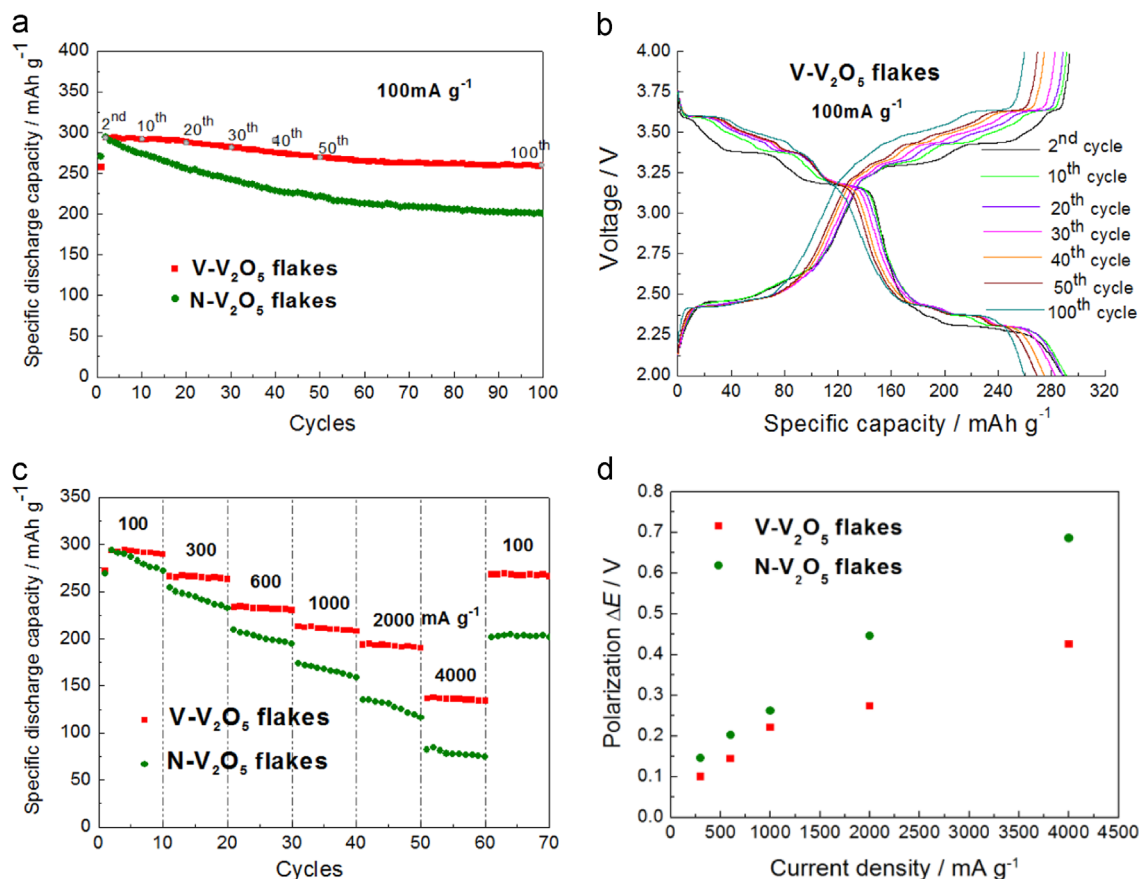 a
Specific discharge capacity / mAh g⁻¹
400
350
300
250
200
150
100
50
0
100mA g⁻¹
2ⁿᵈ
10ᵗʰ
20ᵗʰ
30ᵗʰ
40ᵗʰ
50ᵗʰ
100ᵗʰ
V-V₂O₅ flakes
N-V₂O₅ flakes
0 10 20 30 40 50 60 70 80 90 100
Cycles
b
Voltage / V
4.00
3.75
3.50
3.25
3.00
2.75
2.50
2.25
2.00
V-V₂O₅ flakes
100mA g⁻¹
2ⁿᵈ cycle
10ᵗʰ cycle
20ᵗʰ cycle
30ᵗʰ cycle
40ᵗʰ cycle
50ᵗʰ cycle
100ᵗʰ cycle
0 40 80 120 160 200 240 280 320
Specific capacity / mAh g⁻¹
c
Specific discharge capacity / mAh g⁻¹
350
300
250
200
150
100
50
0
100
300
600
1000
2000 mA g⁻¹
4000
100
V-V₂O₅ flakes
N-V₂O₅ flakes
0 10 20 30 40 50 60 70
Cycles
d
Polarization ΔE / V
0.8
0.7
0.6
0.5
0.4
0.3
0.2
0.1
0.0
V-V₂O₅ flakes
N-V₂O₅ flakes
0 500 1000 1500 2000 2500 3000 3500 4000 4500
Current density / mA g⁻¹